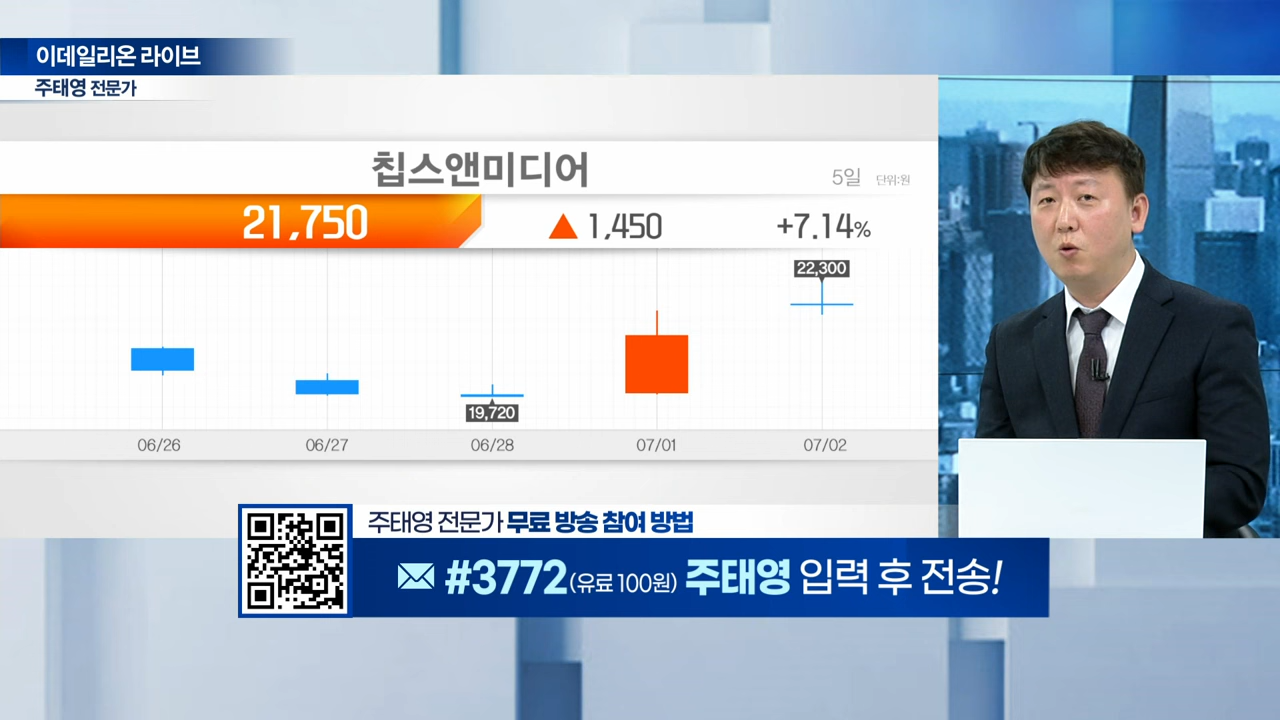 이데일리온 라이브
주태영 전문가
칩스앤미디어
5일 단위:원
21,750 ▲ 1,450 +7.14%
22,300
19,720
06/26 06/27 06/28 07/01 07/02
주태영 전문가 무료 방송 참여 방법
#3772(유료 100원) 주태영 입력 후 전송!